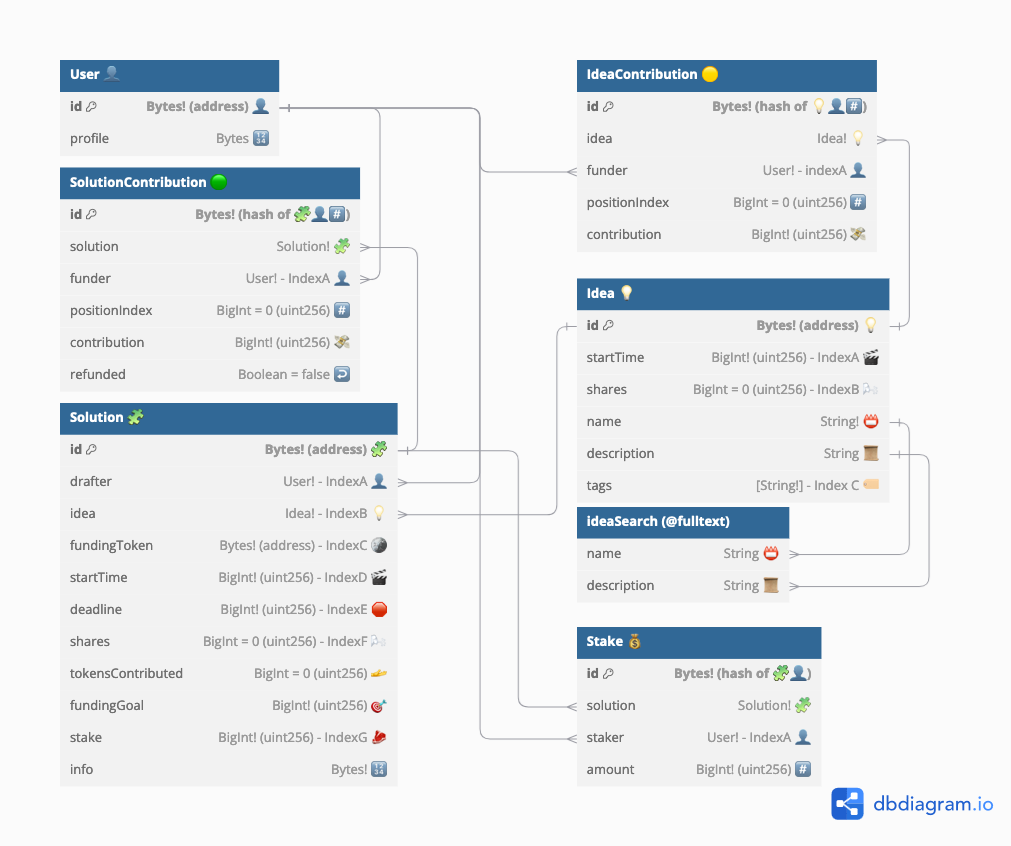 User 👤
id Bytes! (address) 👤
profile Bytes 🔢
SolutionContribution 🟢
id Bytes! (hash of 🧩👤#️⃣)
solution Solution! 🧩
funder User! - IndexA 👤
positionIndex BigInt = 0 (uint256) #️⃣
contribution BigInt! (uint256) 💸
refunded Boolean = false ↩️
Solution 🧩
id Bytes! (address) 🧩
drafter User! - IndexA 👤
idea Idea! - IndexB 💡
fundingToken Bytes! (address) - IndexC 🪙
startTime BigInt! (uint256) - IndexD 🎬
deadline BigInt! (uint256) - IndexE 🛑
shares BigInt = 0 (uint256) - IndexF 🌬️
tokensContributed BigInt = 0 (uint256) 🫴
fundingGoal BigInt! (uint256) 🎯
stake BigInt! (uint256) - IndexG 🥩
info Bytes! 🔢
IdeaContribution 🟡
id Bytes! (hash of 💡👤#️⃣)
idea Idea! 💡
funder User! - indexA 👤
positionIndex BigInt = 0 (uint256) #️⃣
contribution BigInt! (uint256) 💸
Idea 💡
id Bytes! (address) 💡
startTime BigInt! (uint256) - IndexA 🎬
shares BigInt = 0 (uint256) - IndexB 🌬️
name String! 📛
description String 📜
tags [String!] - Index C 🏷️
ideaSearch (@fulltext)
name String 📛
description String 📜
Stake 💰
id Bytes! (hash of 🧩👤)
solution Solution! 🧩
staker User! - IndexA 👤
amount BigInt! (uint256) #️⃣
dbdiagram.io